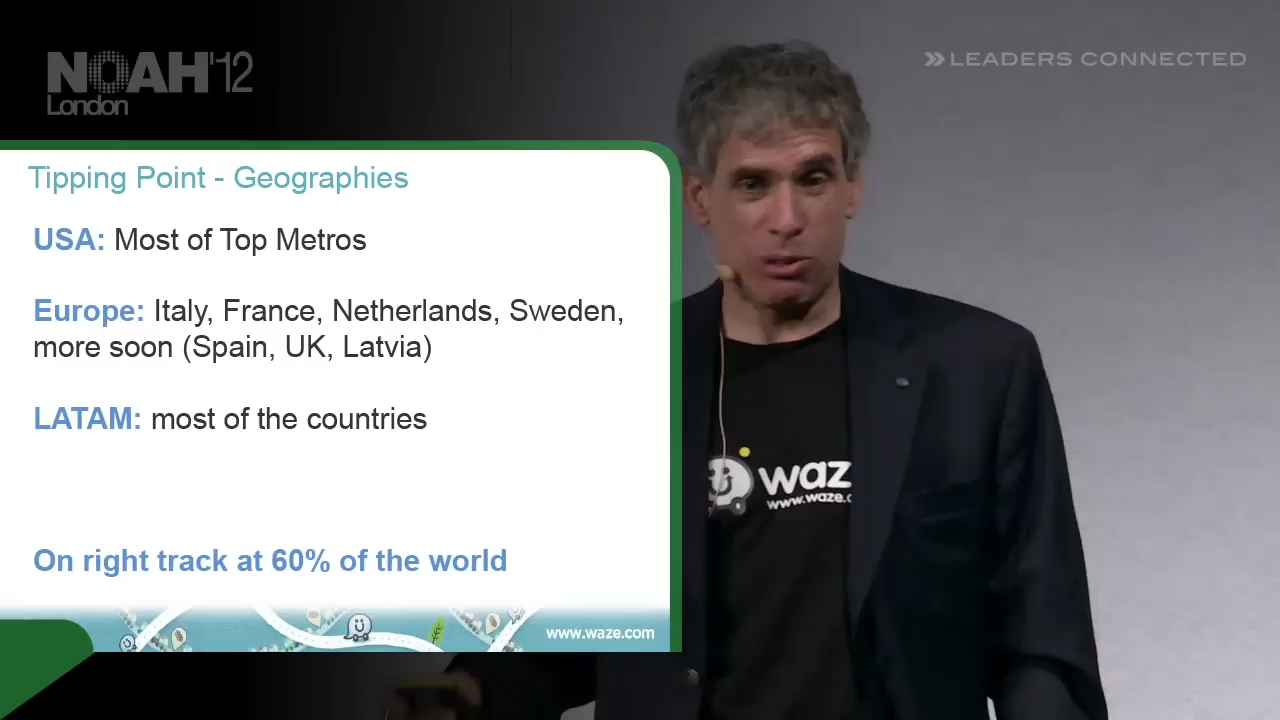 NOAH'12
London
LEADERS CONNECTED
Tipping Point - Geographies
USA: Most of Top Metros
Europe: Italy, France, Netherlands, Sweden,
more soon (Spain, UK, Latvia)
LATAM: most of the countries
On right track at 60% of the world
www.waze.com
waz
www.waze.c